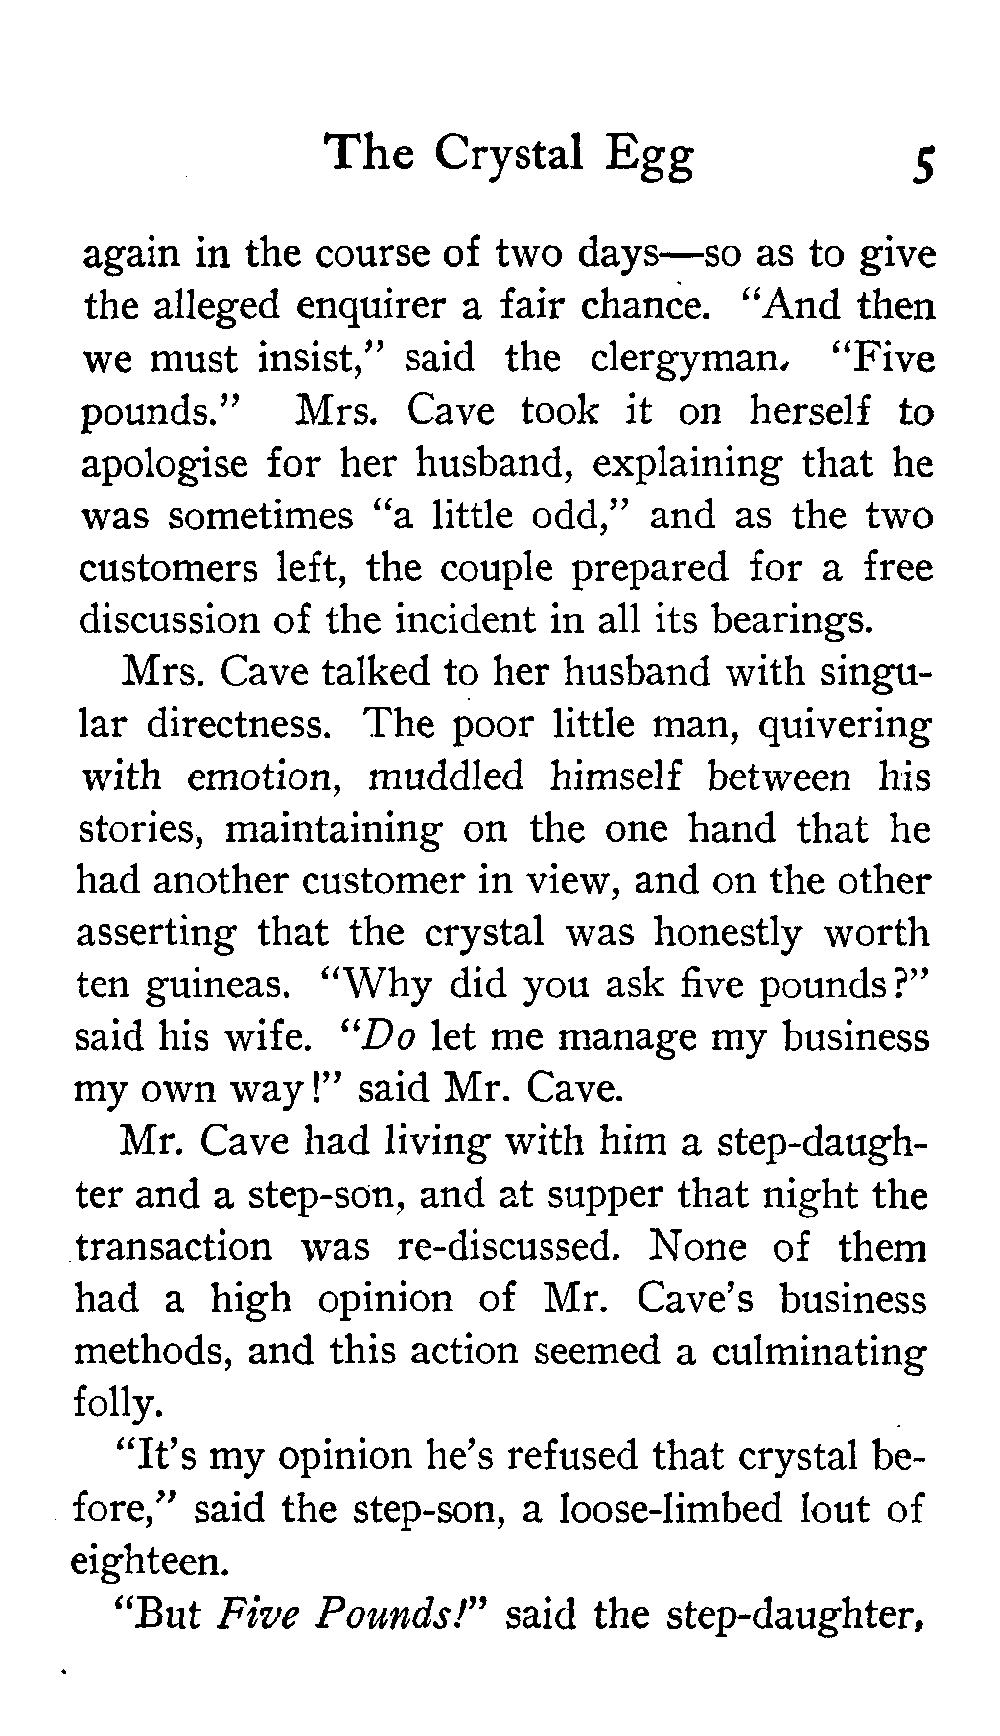 The Crystal Egg 5
again in the course of two days—so as to give
the alleged enquirer a fair chance. "And then
we must insist," said the clergyman, "Five
pounds." Mrs. Cave took it on herself to
apologise for her husband, explaining that he
was sometimes "a little odd," and as the two
customers left, the couple prepared for a free
discussion of the incident in all its bearings.
Mrs. Cave talked to her husband with singu-
lar directness. The poor little man, quivering
with emotion, muddled himself between his
stories, maintaining on the one hand that he
had another customer in view, and on the other
asserting that the crystal was honestly worth
ten guineas. "Why did you ask five pounds?"
said his wife. "Do let me manage my business
my own way!" said Mr. Cave.
Mr. Cave had living with him a step-daugh-
ter and a step-son, and at supper that night the
transaction was re-discussed. None of them
had a high opinion of Mr. Cave's business
methods, and this action seemed a culminating
folly.
"It's my opinion he's refused that crystal be-
fore," said the step-son, a loose-limbed lout of
eighteen.
"But Five Pounds!" said the step-daughter,